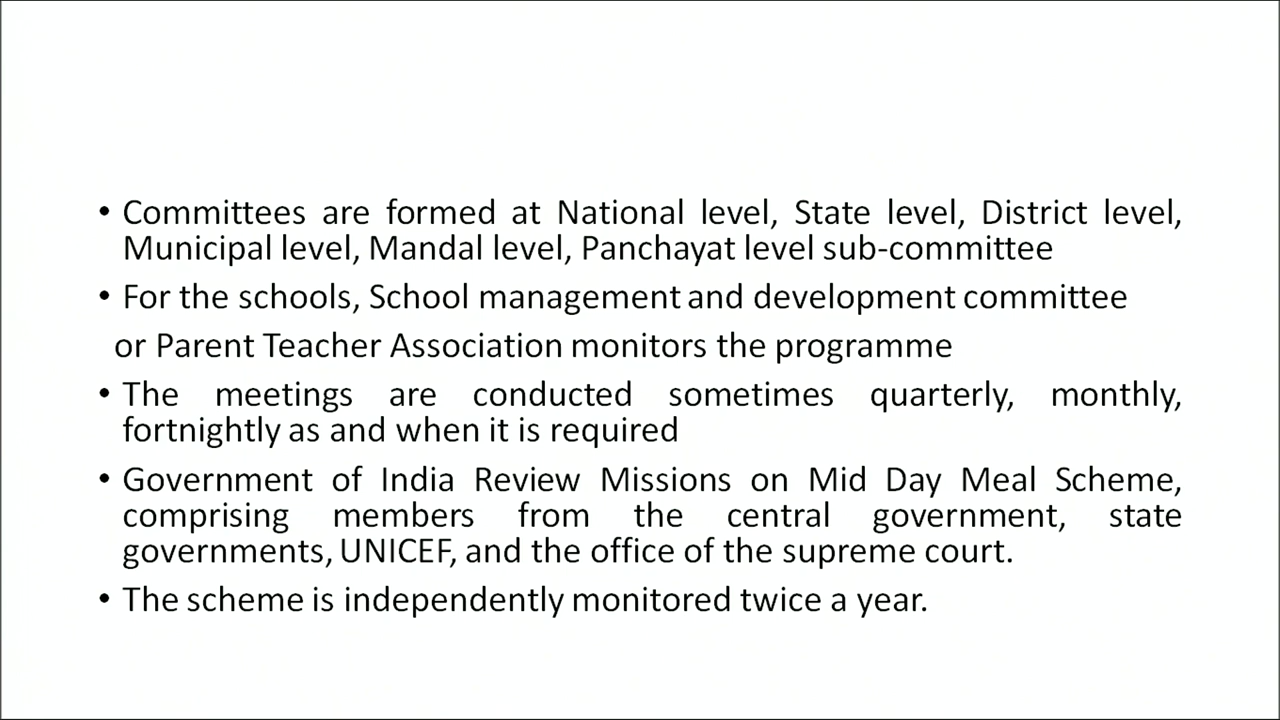 • Committees are formed at National level, State level, District level,
Municipal level, Mandal level, Panchayat level sub-committee
• For the schools, School management and development committee
or Parent Teacher Association monitors the programme
• The meetings are conducted sometimes quarterly, monthly,
fortnightly as and when it is required
• Government of India Review Missions on Mid Day Meal Scheme,
comprising members from the central government, state
governments, UNICEF, and the office of the supreme court.
• The scheme is independently monitored twice a year.